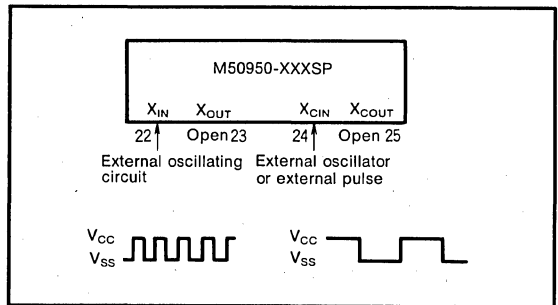 M50950-XXXSP
XIN XOUT XCIN XCOUT
22 Open 23 24 Open 25
External oscillating External oscillator
circuit or external pulse
VCC VCC
VSS VSS